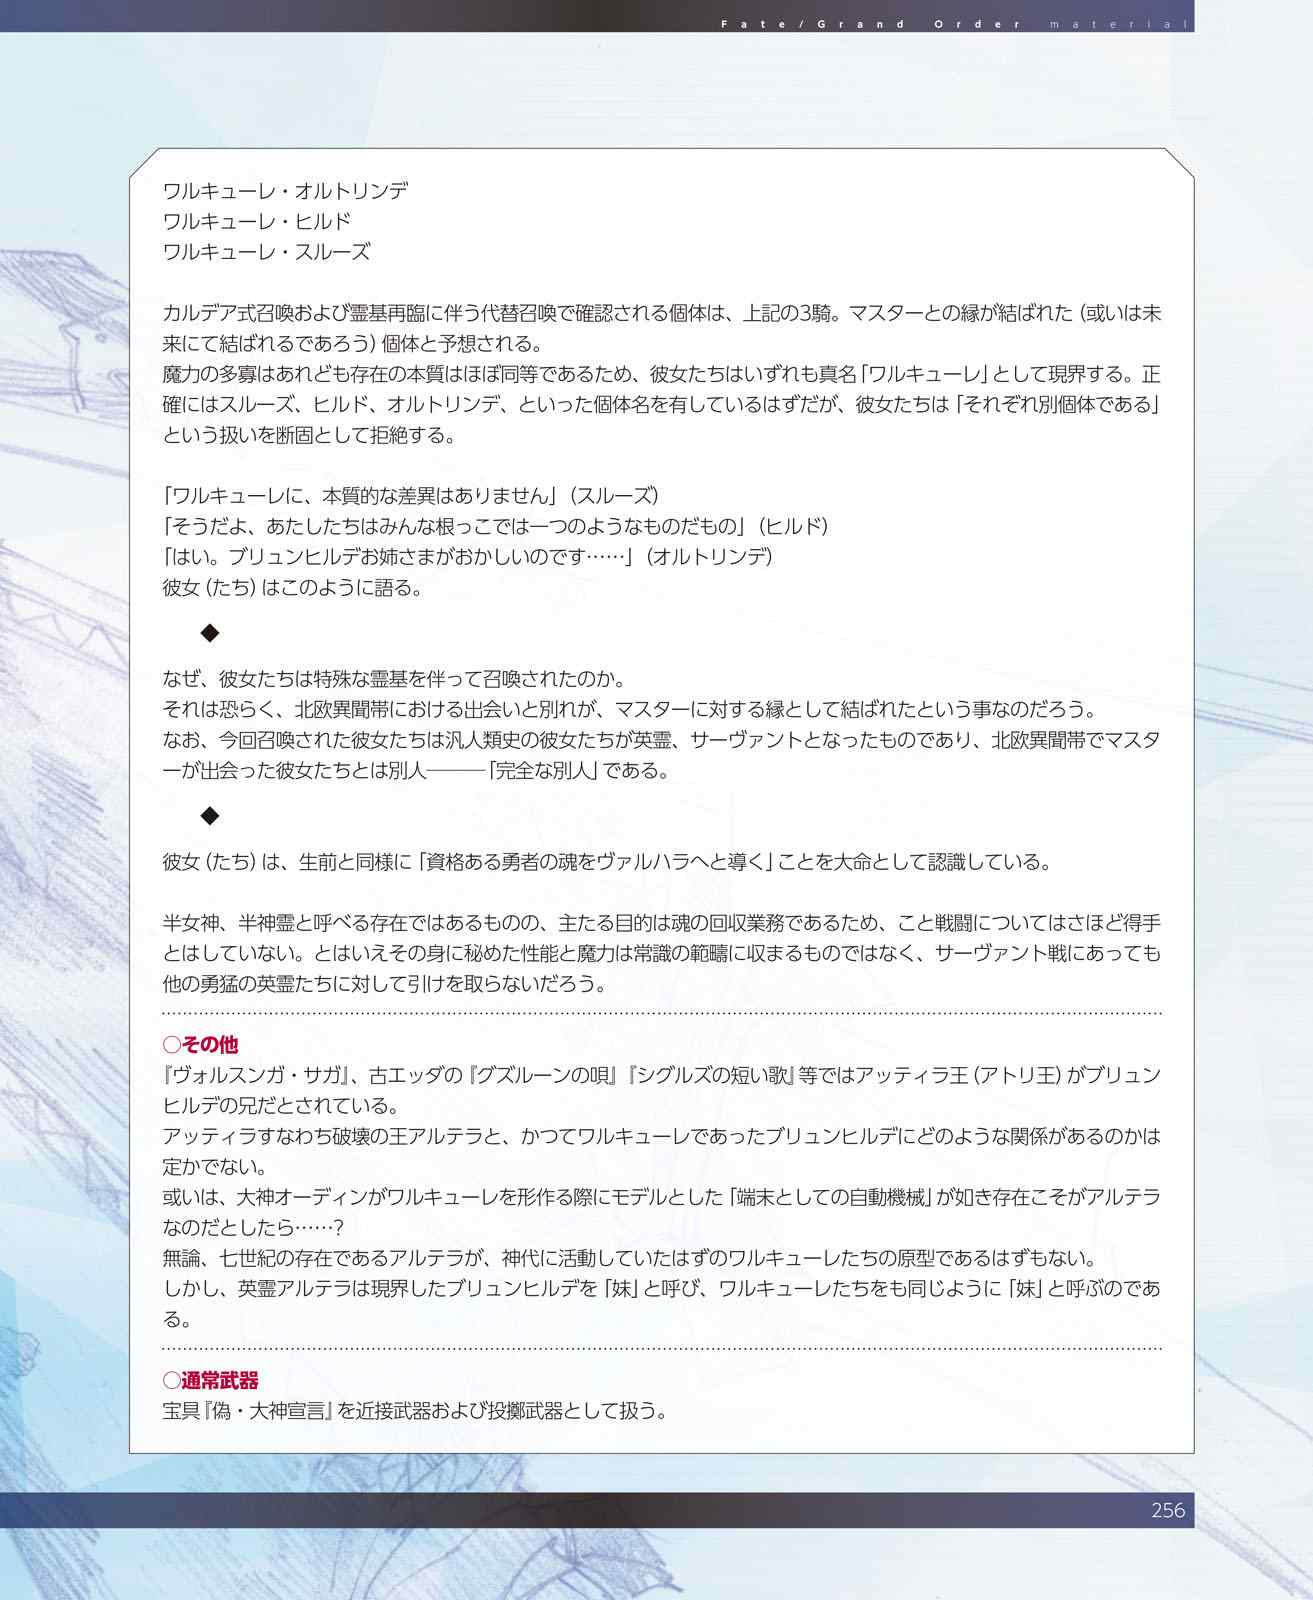 Fate/Grand Order material
ワルキューレ・オルトリンデ
ワルキューレ・ヒルド
ワルキューレ・スルーズ
カルデア式召喚および霊基再臨に伴う代替召喚で確認される個体は、上記の3騎。マスターとの縁が結ばれた（或いは未
来にて結ばれるであろう）個体と予想される。
魔力の多寡はあれども存在の本質はほぼ同等であるため、彼女たちはいずれも真名「ワルキューレ」として現界する。正
確にはスルーズ、ヒルド、オルトリンデ、といった個体名を有しているはずだが、彼女たちは「それぞれ別個体である」
という扱いを断固として拒絶する。
「ワルキューレに、本質的な差異はありません」（スルーズ）
「そうだよ、あたしたちはみんな根っこでは一つのようなものだもの」（ヒルド）
「はい。ブリュンヒルデお姉さまがおかしいのです……」（オルトリンデ）
彼女（たち）はこのように語る。
◆
なぜ、彼女たちは特殊な霊基を伴って召喚されたのか。
それは恐らく、北欧異聞帯における出会いと別れが、マスターに対する縁として結ばれたという事なのだろう。
なお、今回召喚された彼女たちは汎人類史の彼女たちが英霊、サーヴァントとなったものであり、北欧異聞帯でマスタ
ーが出会った彼女たちとは別人―――「完全な別人」である。
◆
彼女（たち）は、生前と同様に「資格ある勇者の魂をヴァルハラへと導く」ことを大命として認識している。
半女神、半神霊と呼べる存在ではあるものの、主たる目的は魂の回収業務であるため、こと戦闘についてはさほど得手
とはしていない。とはいえその身に秘めた性能と魔力は常識の範疇に収まるものではなく、サーヴァント戦にあっても
他の勇猛の英霊たちに対して引けを取らないだろう。
○その他
『ヴォルスンガ・サガ』、古エッダの『グズルーンの唄』『シグルズの短い歌』等ではアッティラ王（アトリ王）がブリュン
ヒルデの兄だとされている。
アッティラすなわち破壊の王アルテラと、かつてワルキューレであったブリュンヒルデにどのような関係があるのかは
定かでない。
或いは、大神オーディンがワルキューレを形作る際にモデルとした「端末としての自動機械」が如き存在こそがアルテラ
なのだとしたら……？
無論、七世紀の存在であるアルテラが、神代に活動していたはずのワルキューレたちの原型であるはずもない。
しかし、英霊アルテラは現界したブリュンヒルデを「妹」と呼び、ワルキューレたちをも同じように「妹」と呼ぶのであ
る。
○通常武器
宝具『偽・大神宣言』を近接武器および投擲武器として扱う。
256